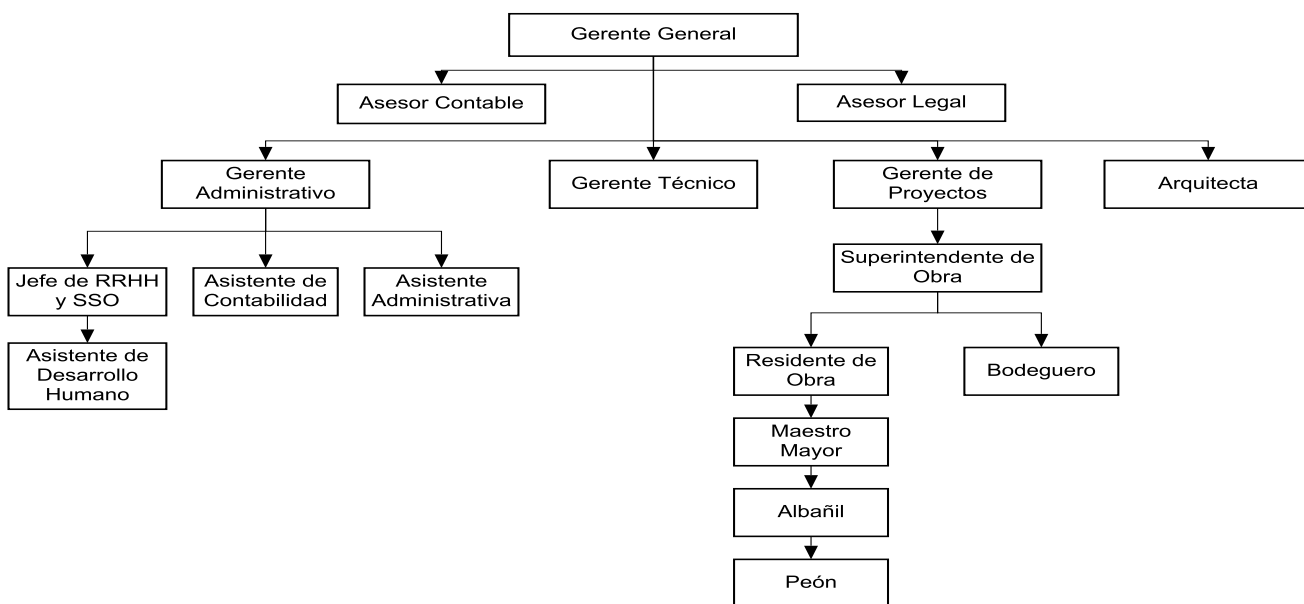 Gerente General
Asesor Contable
Asesor Legal
Gerente
Administrativo
Gerente Técnico
Gerente de
Proyectos
Arquitecta
Jefe de RRHH
y SSO
Asistente de
Contabilidad
Asistente
Administrativa
Superintendente de
Obra
Asistente de
Desarrollo
Humano
Residente de
Obra
Bodeguero
Maestro
Mayor
Albañil
Peón